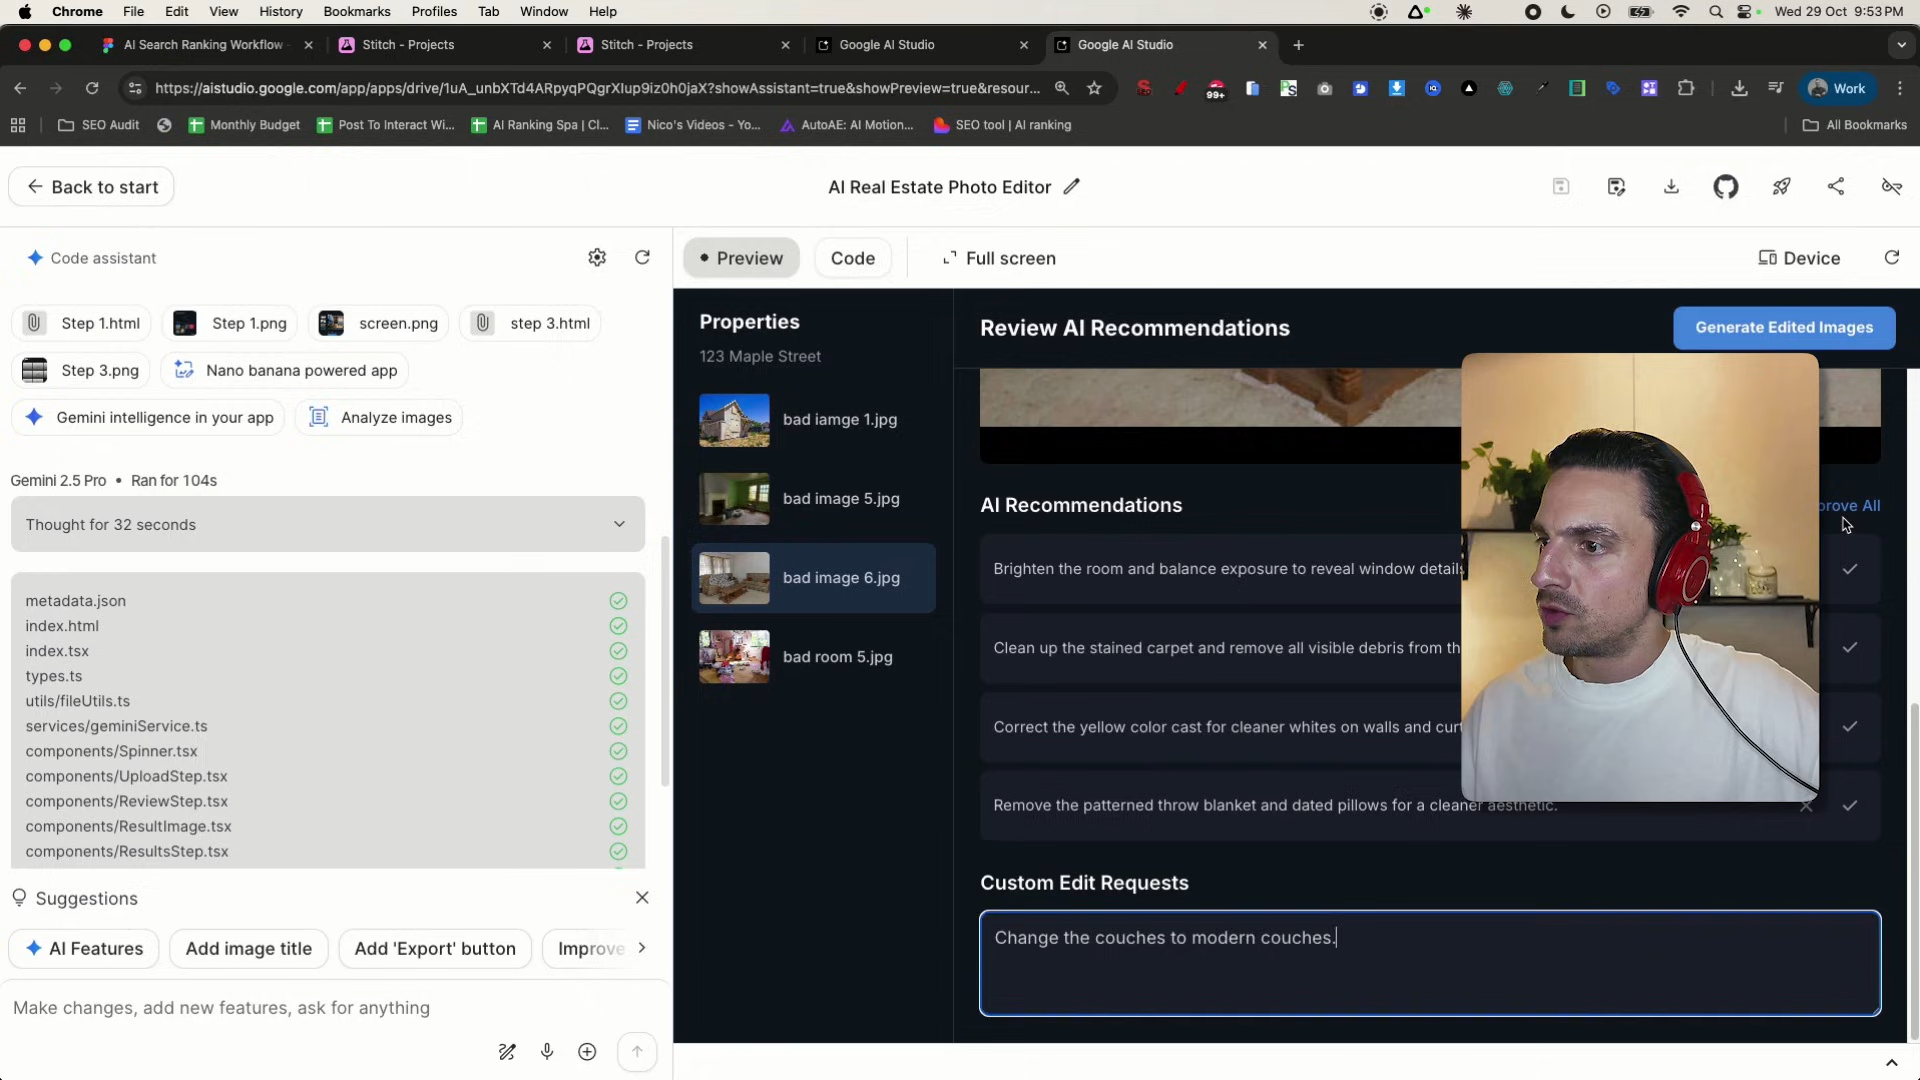 Chrome File Edit View History Bookmarks Profiles Tab Window Help
Wed 29 Oct 9:53 PM
AI Search Ranking Workflow
Stitch - Projects
Stitch - Projects
Google AI Studio
Google AI Studio
https://aistudio.google.com/app/apps/drive/1uA_unbXTd4ARpyqPQgrXIup9iz0h0jaX?showAssistant=true&showPreview=true&resour...
99+
Work
SEO Audit
Monthly Budget
Post To Interact Wi...
AI Ranking Spa | Cl...
Nico's Videos - Yo...
AutoAE: AI Motion...
SEO tool | AI ranking
All Bookmarks
Back to start
AI Real Estate Photo Editor
Code assistant
Preview
Code
Full screen
Device
Step 1.html
Step 1.png
screen.png
step 3.html
Step 3.png
Nano banana powered app
Gemini intelligence in your app
Analyze images
Gemini 2.5 Pro • Ran for 104s
Thought for 32 seconds
metadata.json
index.html
index.tsx
types.ts
utils/fileUtils.ts
services/geminiService.ts
components/Spinner.tsx
components/UploadStep.tsx
components/ReviewStep.tsx
components/ResultImage.tsx
components/ResultsStep.tsx
Suggestions
AI Features
Add image title
Add 'Export' button
Improve
Make changes, add new features, ask for anything
Properties
123 Maple Street
bad iamge 1.jpg
bad image 5.jpg
bad image 6.jpg
bad room 5.jpg
Review AI Recommendations
Generate Edited Images
AI Recommendations
prove All
Brighten the room and balance exposure to reveal window details
Clean up the stained carpet and remove all visible debris from th
Correct the yellow color cast for cleaner whites on walls and cur
Remove the patterned throw blanket and dated pillows for a cleaner aesthetic.
Custom Edit Requests
Change the couches to modern couches.